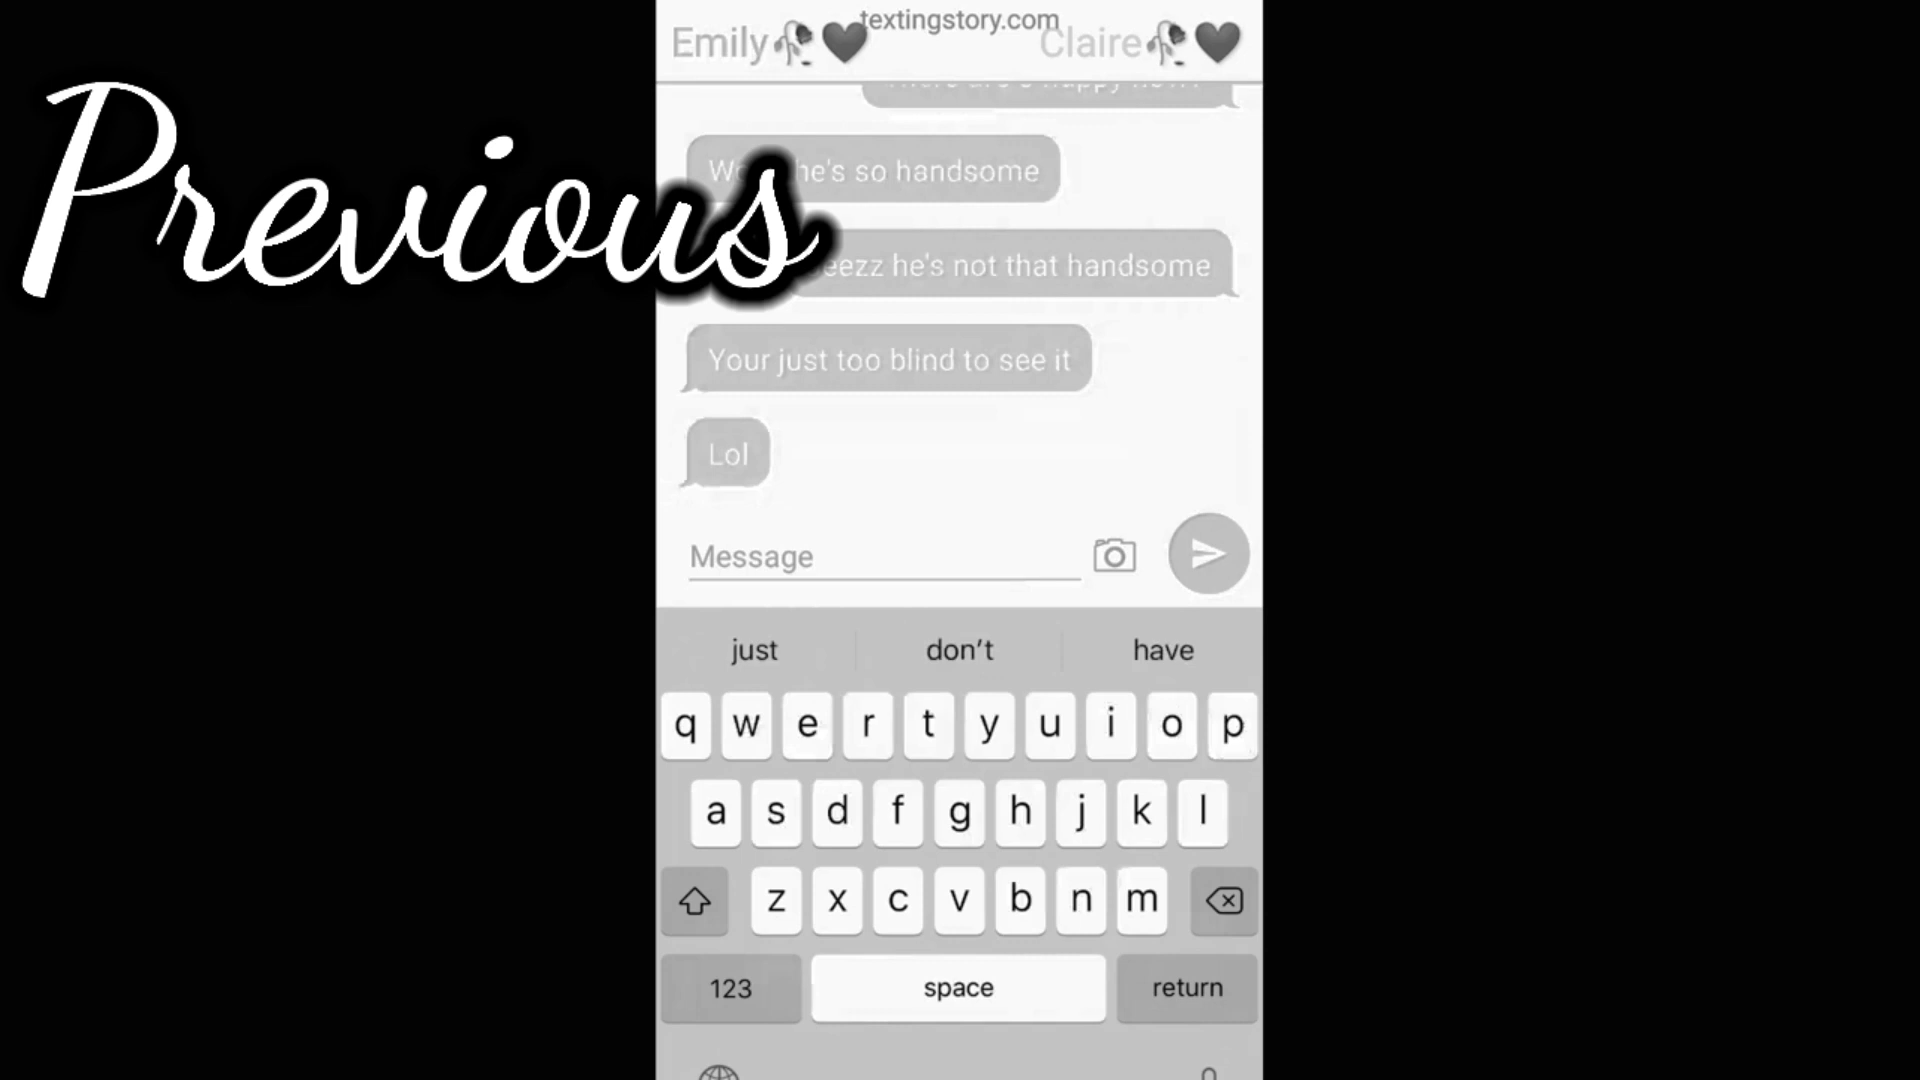 textingstory.com
Emily🥀🖤 Claire🥀🖤
Previous
he's so handsome
he's not that handsome
Your just too blind to see it
Lol
Message
just don't have
q w e r t y u i o p
a s d f g h j k l
z x c v b n m
123 space return